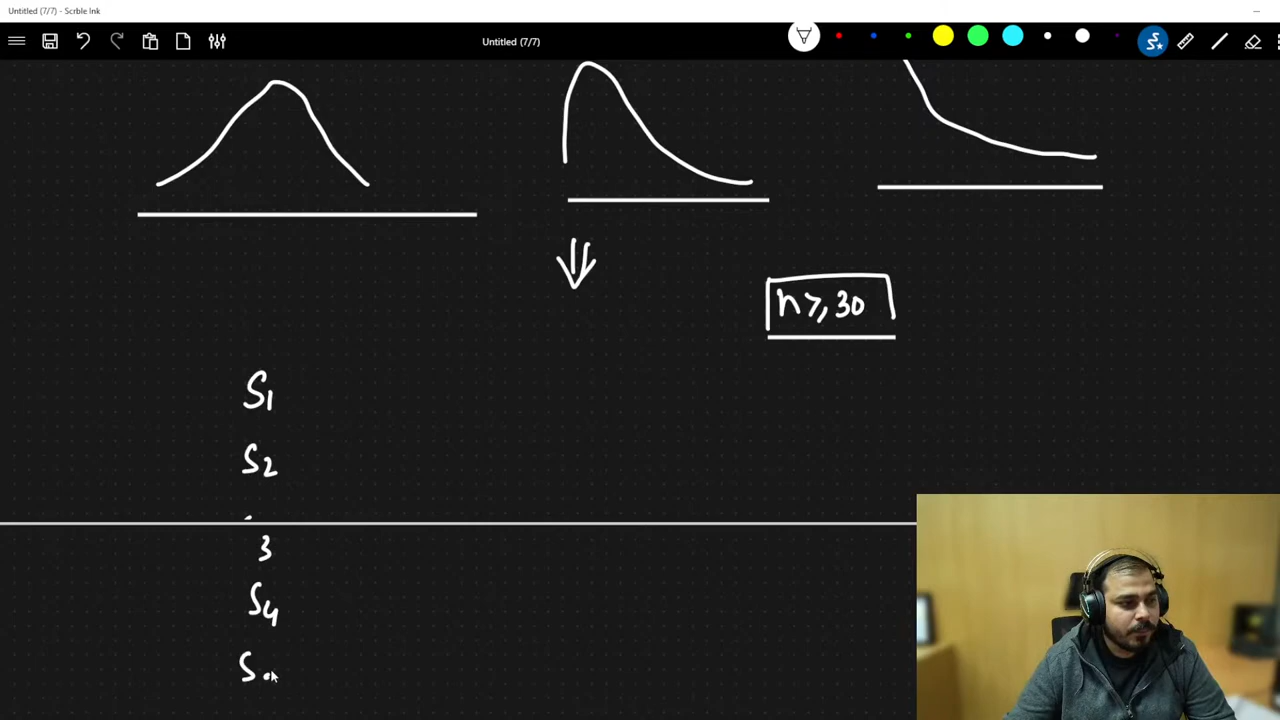 Untitled (7/7) - Scrble Ink
Untitled (7/7)
n ≥ 30
S1
S2
3
S4
S